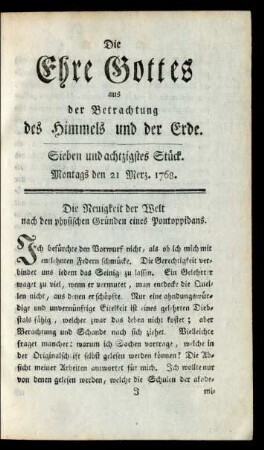 Die
Ehre Gottes
aus
der Betrachtung
des Himmels und der Erde.
Sieben und achtzigstes Stück.
Montags den 21 Merz. 1768.
Die Neuigkeit der Welt
nach den physischen Gründen eines Pontoppidans.
Ich befürchte den Vorwurf nicht, als ob ich mich mit
entlehnten Federn schmücke. Die Gerechtigkeit ver-
bindet uns iedem das Seinig zu lassen. Ein Gelehrter
waget zu viel, wenn er vermutet, man entdecke die Quel-
len nicht, aus denen er schöpfte. Nur eine ahndungswür-
dige und unvernünftige Eitelkeit ist eines gelehrten Dieb-
stals fähig, welcher zwar das Leben nicht kostet; aber
Verachtung und Schande nach sich ziehet. Vielleichte
fraget mancher: warum ich Sachen vortrage, welche in
der Originalschrift selbst gelesen werden können? Die Ab-
sicht meiner Arbeiten antwortet für mich. Ich wollte nur
von denen gelesen werden, welche die Schulen der akade-
J mi-